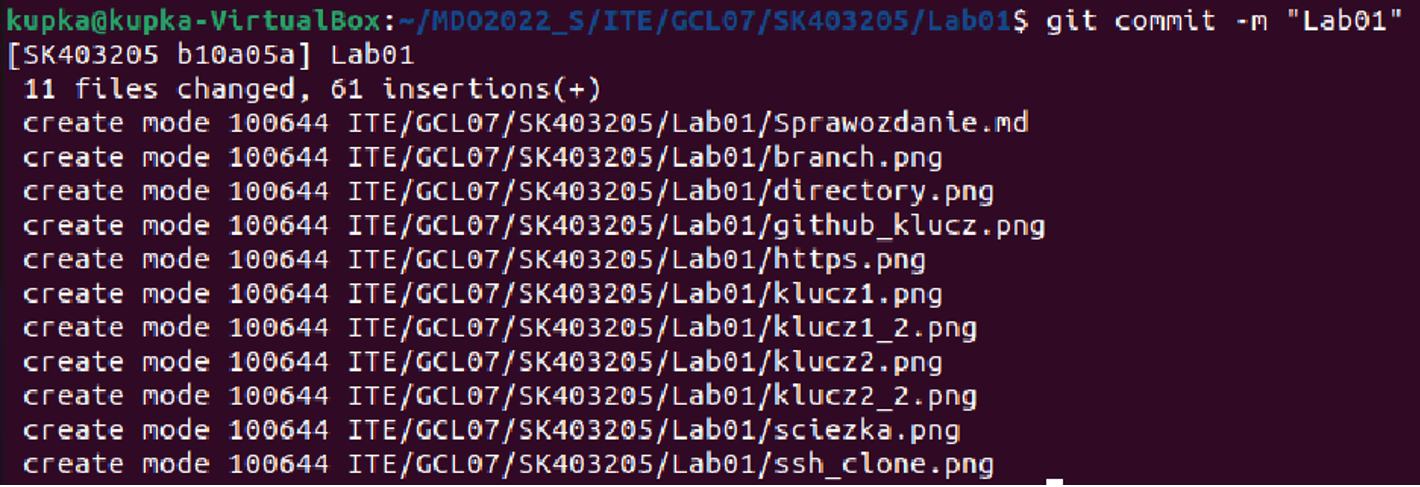 kupka@kupka-VirtualBox:~/MDO2022_S/ITE/GCL07/SK403205/Lab01$ git commit -m "Lab01"
[SK403205 b10a05a] Lab01
 11 files changed, 61 insertions(+)
 create mode 100644 ITE/GCL07/SK403205/Lab01/Sprawozdanie.md
 create mode 100644 ITE/GCL07/SK403205/Lab01/branch.png
 create mode 100644 ITE/GCL07/SK403205/Lab01/directory.png
 create mode 100644 ITE/GCL07/SK403205/Lab01/github_klucz.png
 create mode 100644 ITE/GCL07/SK403205/Lab01/https.png
 create mode 100644 ITE/GCL07/SK403205/Lab01/klucz1.png
 create mode 100644 ITE/GCL07/SK403205/Lab01/klucz1_2.png
 create mode 100644 ITE/GCL07/SK403205/Lab01/klucz2.png
 create mode 100644 ITE/GCL07/SK403205/Lab01/klucz2_2.png
 create mode 100644 ITE/GCL07/SK403205/Lab01/sciezka.png
 create mode 100644 ITE/GCL07/SK403205/Lab01/ssh_clone.png